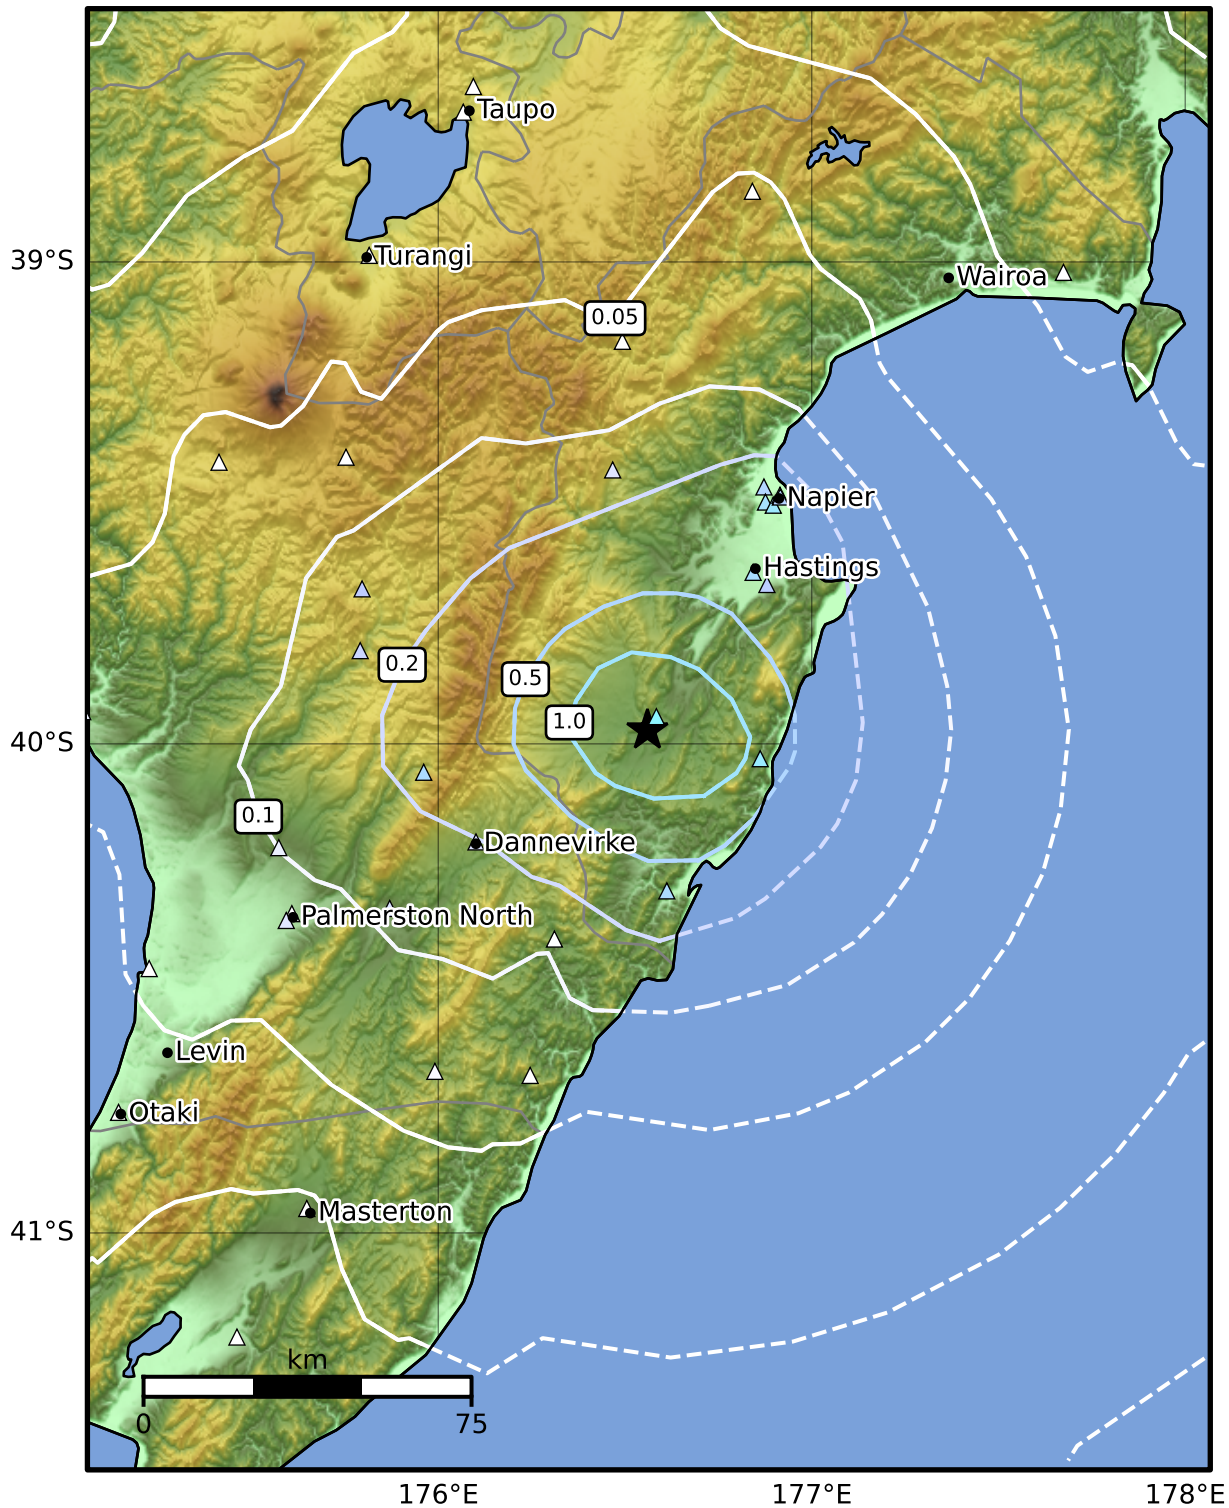 Taupo
Turangi
39°S
Wairoa
0.05
Napier
Hastings
0.2
0.5
1.0
40°S
0.1
Dannevirke
Palmerston North
Levin
Otaki
Masterton
41°S
km
0 75
176°E 177°E 178°E